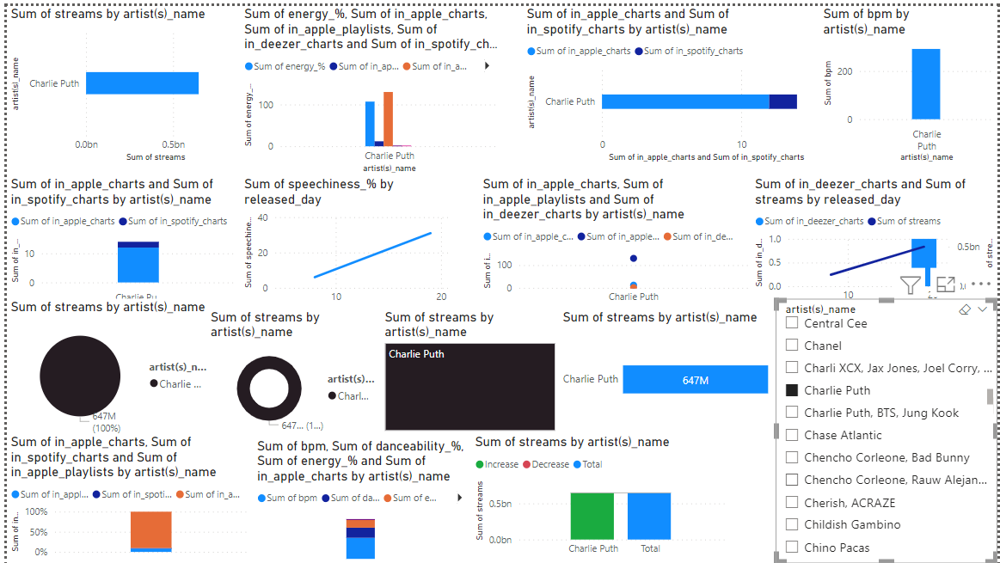 Sum of streams by artist(s)_name
artist(s)_name
Charlie Puth
0.0bn
0.5bn
Sum of streams
Sum of energy_%, Sum of in_apple_charts,
Sum of in_apple_playlists, Sum of
in_deezer_charts and Sum of in_spotify_ch...
Sum of energy_%
Sum of in_ap...
Sum of in_a...
Sum of energy_...
100
0
Charlie Puth
artist(s)_name
Sum of in_apple_charts and Sum of
in_spotify_charts by artist(s)_name
Sum of in_apple_charts
Sum of in_spotify_charts
artist(s)_name
Charlie Puth
0
10
Sum of in_apple_charts and Sum of in_spotify_charts
Sum of bpm by
artist(s)_name
Sum of bpm
200
0
Charlie
Puth
artist(s)_name
Sum of in_apple_charts and Sum of
in_spotify_charts by artist(s)_name
Sum of in_apple_charts
Sum of in_spotify_charts
Sum of in_...
10
0
Charlie Pu
Sum of speechiness_% by
released_day
Sum of speechine...
40
20
0
10
20
Sum of in_apple_charts, Sum of
in_apple_playlists and Sum of
in_deezer_charts by artist(s)_name
Sum of in_apple_c...
Sum of in_apple...
Sum of in_de...
Sum of i...
100
0
Charlie Puth
Sum of in_deezer_charts and Sum of
streams by released_day
Sum of in_deezer_charts
Sum of streams
Sum of in_d...
1.0
0.5
0.0
10
0.5bn
of stre...
Sum of streams by artist(s)_name
647M
(100%)
artist(s)_n...
Charlie ...
Sum of streams by
artist(s)_name
647... (1...)
artist(s)...
Charl...
Sum of streams by
artist(s)_name
Charlie Puth
Sum of streams by artist(s)_name
Charlie Puth
647M
artist(s)_name
Central Cee
Chanel
Charli XCX, Jax Jones, Joel Corry, ...
Charlie Puth
Charlie Puth, BTS, Jung Kook
Chase Atlantic
Chencho Corleone, Bad Bunny
Chencho Corleone, Rauw Alejan...
Cherish, ACRAZE
Childish Gambino
Chino Pacas
Sum of in_apple_charts, Sum of
in_spotify_charts and Sum of
in_apple_playlists by artist(s)_name
Sum of in_appl...
Sum of in_spoti...
Sum of in_a...
Sum of in_...
100%
50%
0%
Sum of bpm, Sum of danceability_%,
Sum of energy_% and Sum of
in_apple_charts by artist(s)_name
Sum of bpm
Sum of da...
Sum of e...
Sum of streams by artist(s)_name
Increase
Decrease
Total
Sum of streams
0.5bn
0.0bn
Charlie Puth
Total